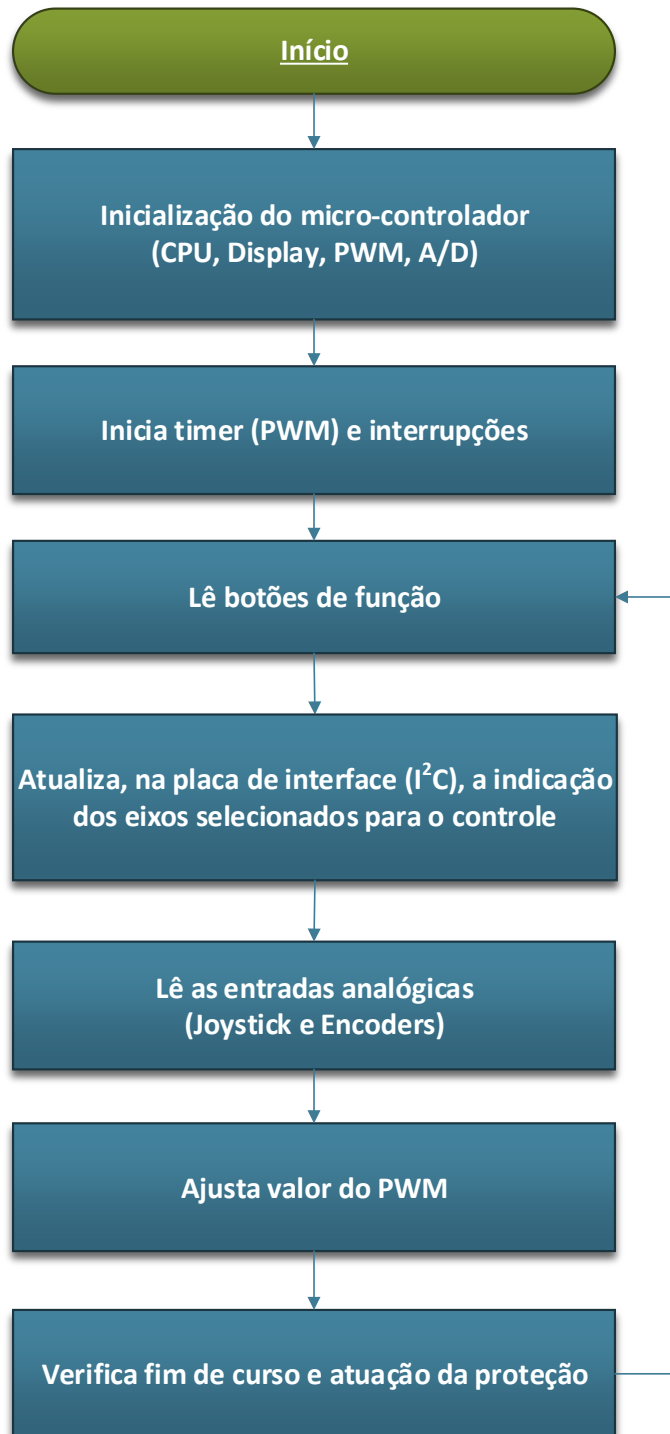 Início
Inicialização do micro-controlador
(CPU, Display, PWM, A/D)
Inicia timer (PWM) e interrupções
Lê botões de função
Atualiza, na placa de interface (I²C), a indicação
dos eixos selecionados para o controle
Lê as entradas analógicas
(Joystick e Encoders)
Ajusta valor do PWM
Verifica fim de curso e atuação da proteção